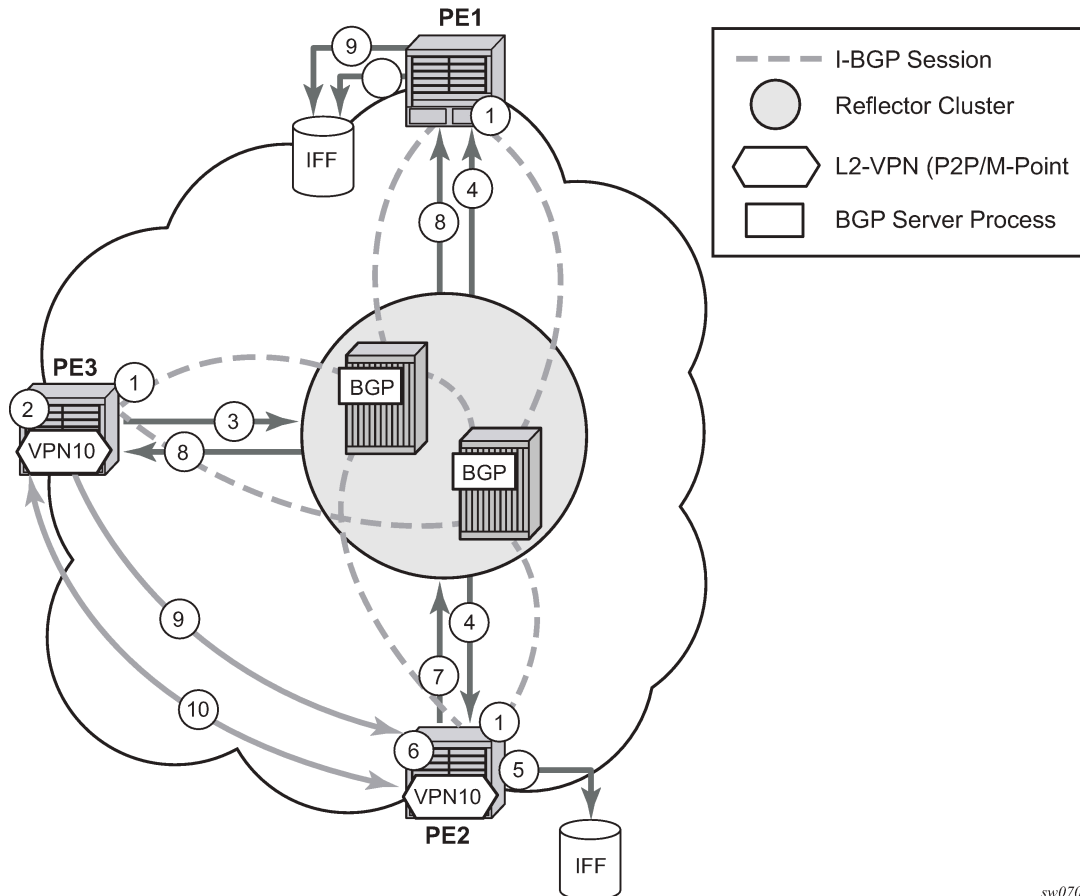 PE1
9
1
IFF
4
8
I-BGP Session
Reflector Cluster
L2-VPN (P2P/M-Point
BGP Server Process
PE3
1
2
VPN10
3
8
BGP
BGP
9
10
4
7
1
6
5
VPN10
PE2
IFF
sw070